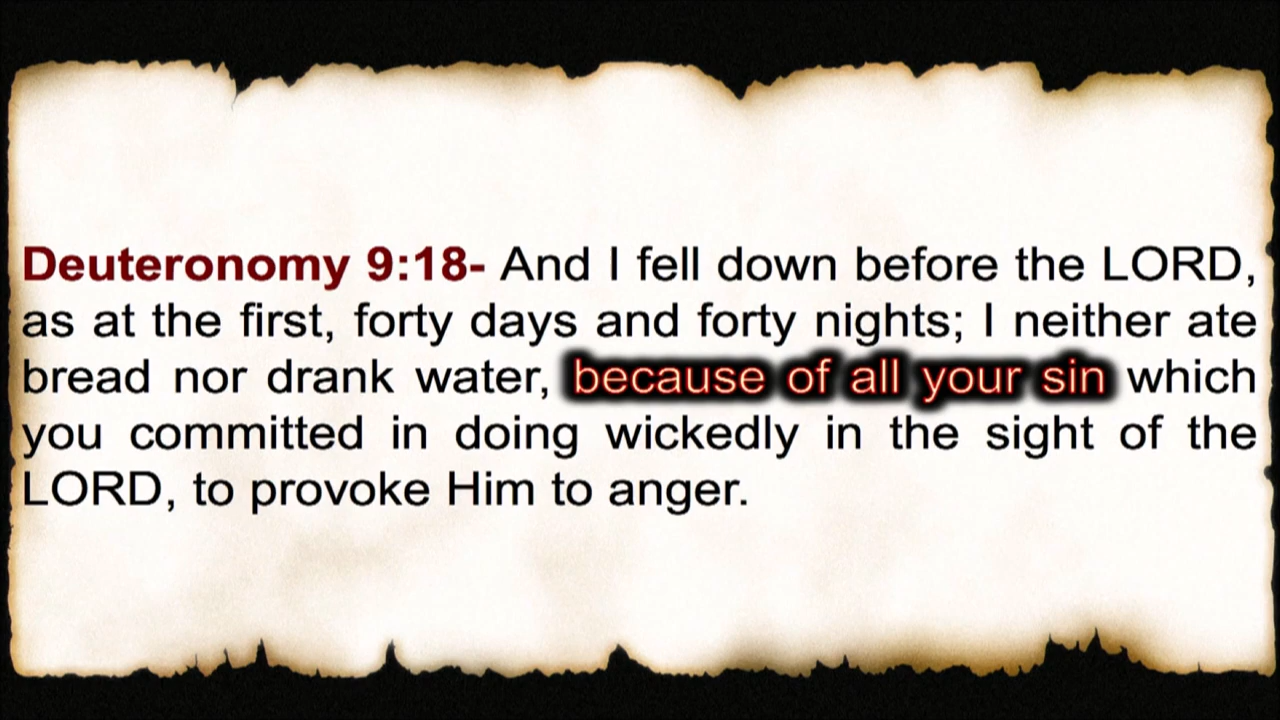 Deuteronomy 9:18- And I fell down before the LORD,
as at the first, forty days and forty nights; I neither ate
bread nor drank water, because of all your sin which
you committed in doing wickedly in the sight of the
LORD, to provoke Him to anger.